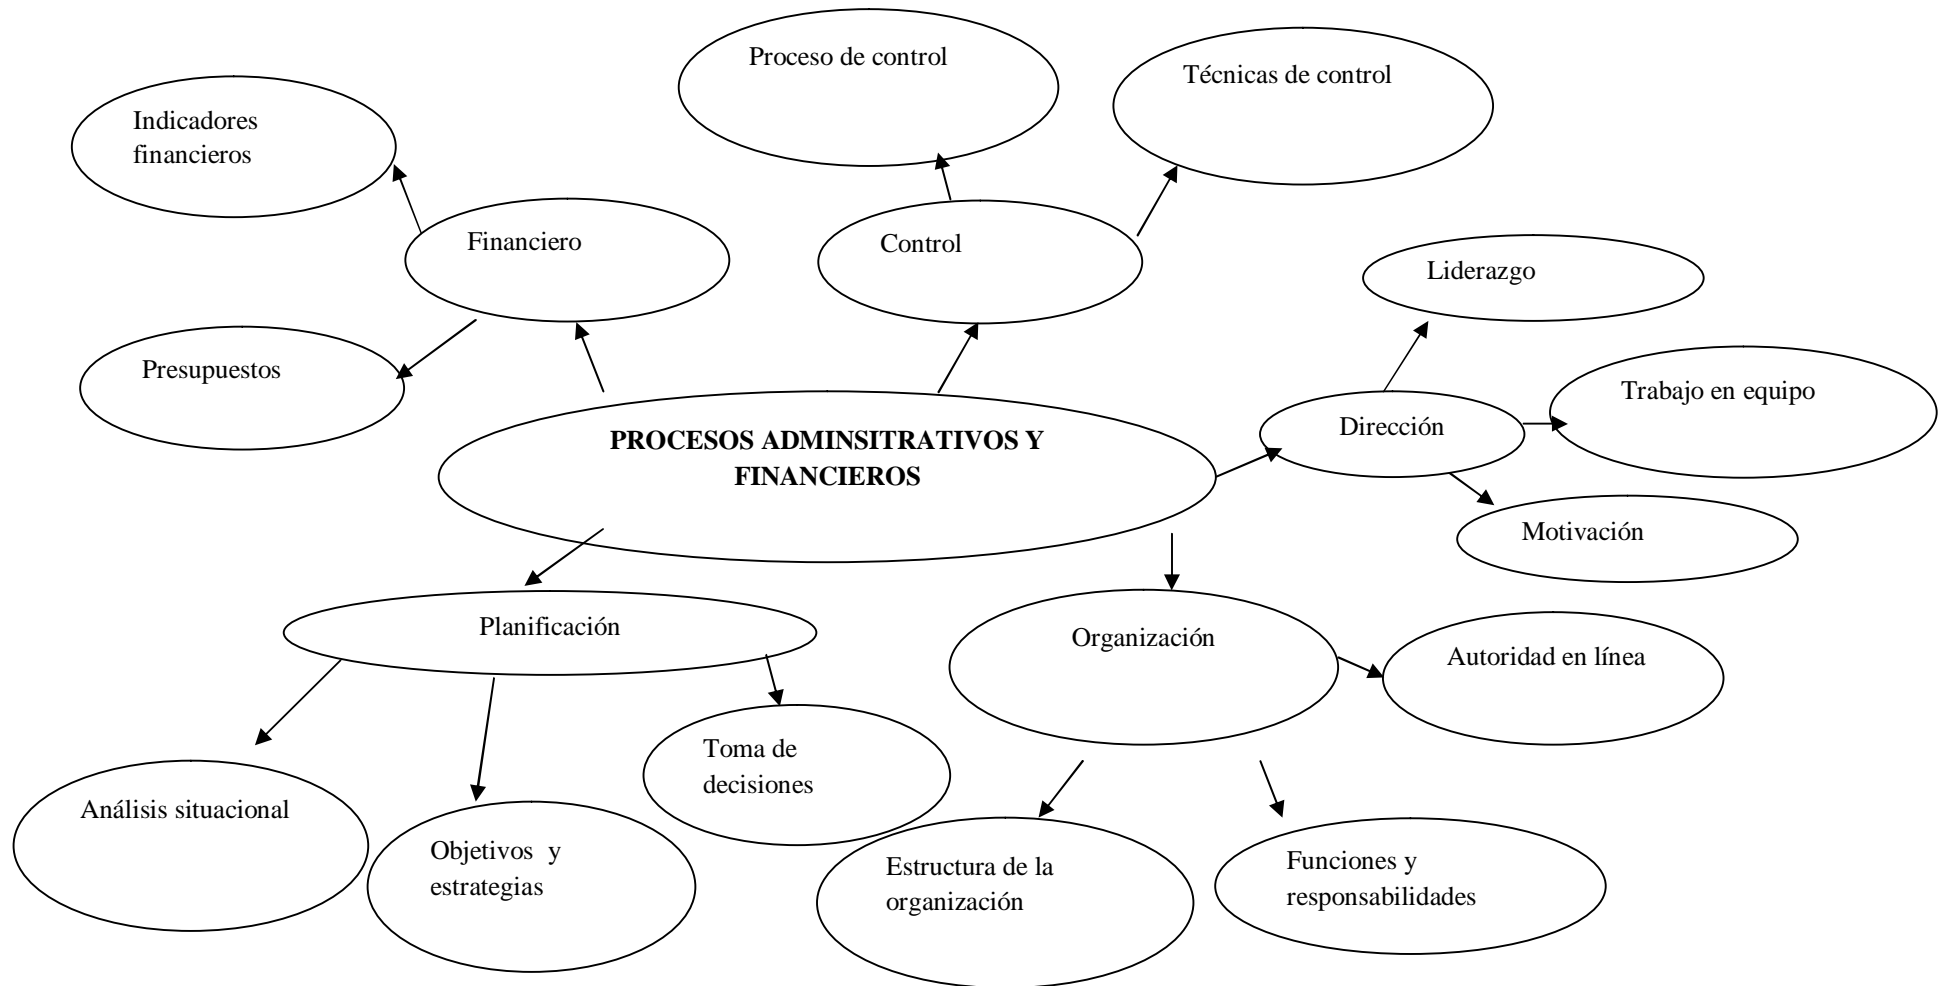 Proceso de control
Técnicas de control
Indicadores
financieros
Financiero
Control
Liderazgo
Presupuestos
Trabajo en equipo
Dirección
PROCESOS ADMINSITRATIVOS Y
FINANCIEROS
Motivación
Planificación
Organización
Autoridad en línea
Toma de
decisiones
Análisis situacional
Objetivos y
estrategias
Estructura de la
organización
Funciones y
responsabilidades